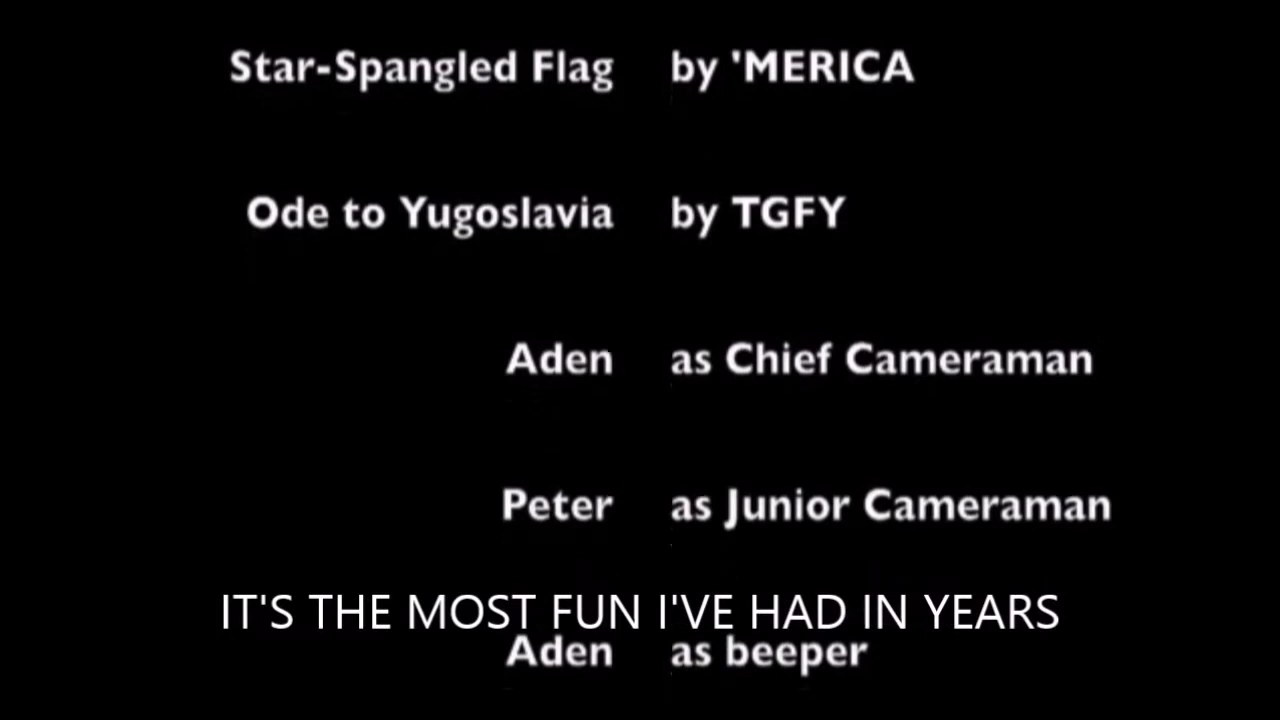 Star-Spangled Flag by 'MERICA
Ode to Yugoslavia by TGFY
Aden as Chief Cameraman
Peter as Junior Cameraman
IT'S THE MOST FUN I'VE HAD IN YEARS
Aden as beeper